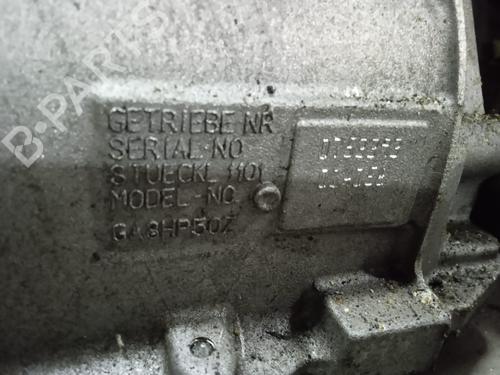 B-PARTS
GETRIEBE NR
SERIAL-NO
STUECKL 1101
MODEL-NO.
GA8HP50Z